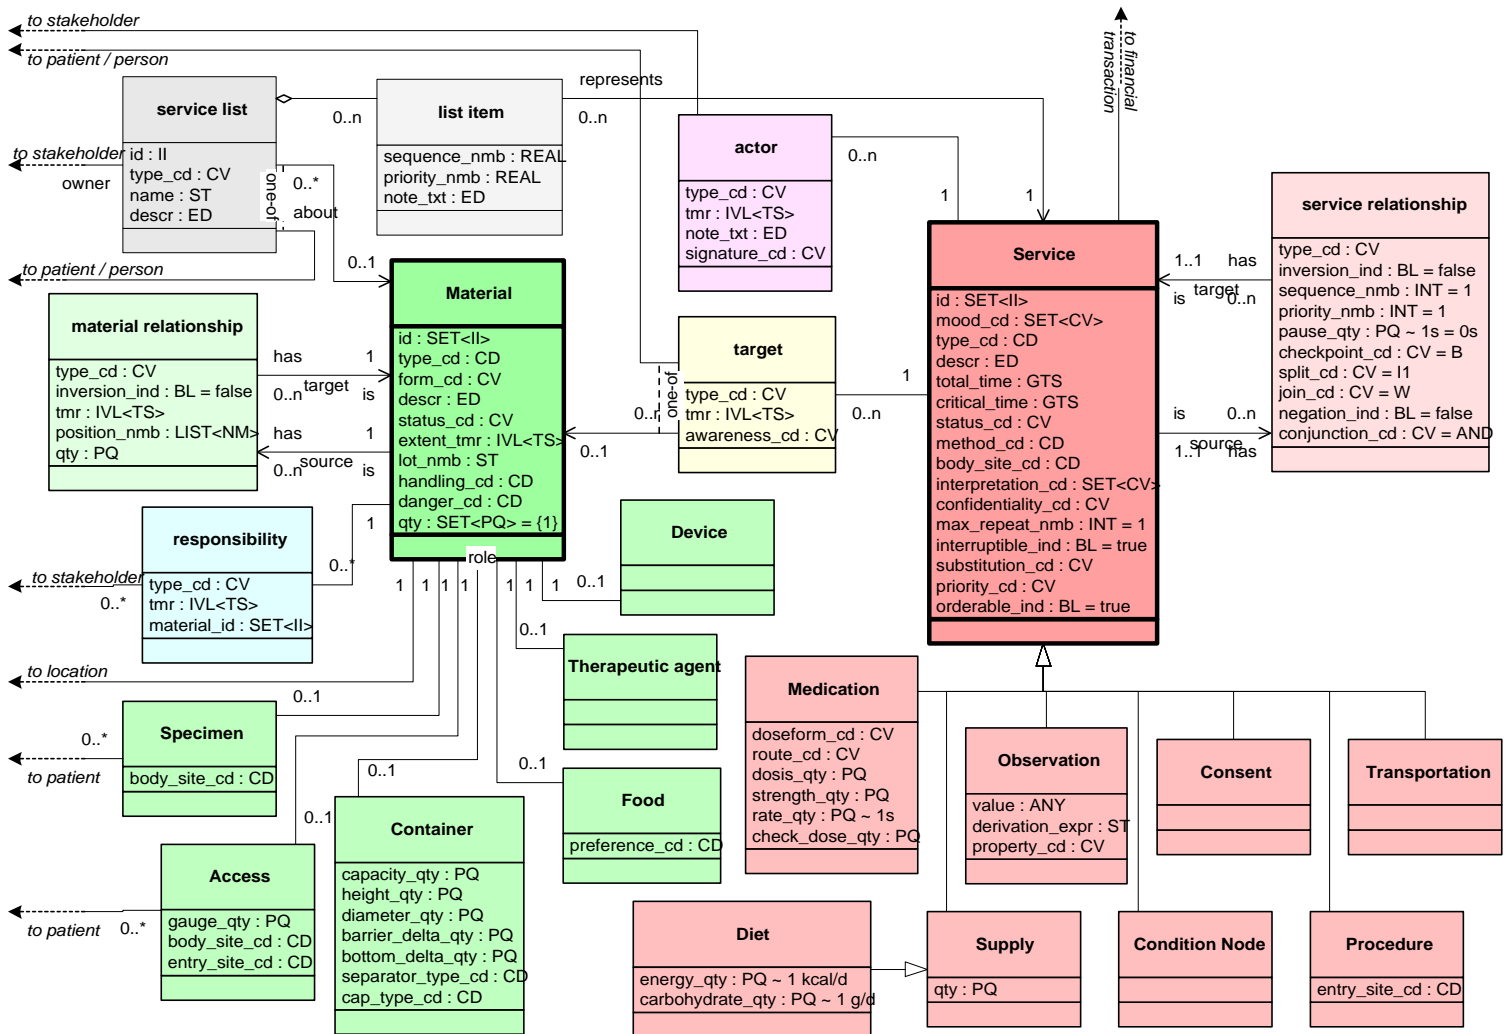 to stakeholder
to patient / person
to financial
transaction
represents
service list
id : II
type_cd : CV
name : ST
descr : ED
0..n
list item
sequence_nmb : REAL
priority_nmb : REAL
note_txt : ED
0..n
to stakeholder
owner
one-of
0..*
about
to patient / person
0..1
actor
type_cd : CV
tmr : IVL<TS>
note_txt : ED
signature_cd : CV
0..n
1
1
Service
id : SET<II>
mood_cd : SET<CV>
type_cd : CD
descr : ED
total_time : GTS
critical_time : GTS
status_cd : CV
method_cd : CD
body_site_cd : CD
interpretation_cd : SET<CV>
confidentiality_cd : CV
max_repeat_nmb : INT = 1
interruptible_ind : BL = true
substitution_cd : CV
priority_cd : CV
orderable_ind : BL = true
service relationship
type_cd : CV
inversion_ind : BL = false
sequence_nmb : INT = 1
priority_nmb : INT = 1
pause_qty : PQ ~ 1s = 0s
checkpoint_cd : CV = B
split_cd : CV = I1
join_cd : CV = W
negation_ind : BL = false
conjunction_cd : CV = AND
1..1 has
target
is 0..n
is 0..n
source
1..1 has
material relationship
type_cd : CV
inversion_ind : BL = false
tmr : IVL<TS>
position_nmb : LIST<NM>
qty : PQ
has 1
target
0..n is
has 1
source
0..n is
Material
id : SET<II>
type_cd : CD
form_cd : CV
descr : ED
status_cd : CV
extent_tmr : IVL<TS>
lot_nmb : ST
handling_cd : CD
danger_cd : CD
qty : SET<PQ> = {1}
target
type_cd : CV
tmr : IVL<TS>
awareness_cd : CV
one-of
0..n
0..1
1
0..n
responsibility
type_cd : CV
tmr : IVL<TS>
material_id : SET<II>
1
0..*
to stakeholder
0..*
role
1 1 1 1 1 1 1
Device
0..1
Therapeutic agent
0..1
to location
0..1
Specimen
body_site_cd : CD
0..*
to patient
0..1
Container
capacity_qty : PQ
height_qty : PQ
diameter_qty : PQ
barrier_delta_qty : PQ
bottom_delta_qty : PQ
separator_type_cd : CD
cap_type_cd : CD
0..1
Food
preference_cd : CD
0..1
Access
gauge_qty : PQ
body_site_cd : CD
entry_site_cd : CD
to patient
0..*
Medication
doseform_cd : CV
route_cd : CV
dosis_qty : PQ
strength_qty : PQ
rate_qty : PQ ~ 1s
check_dose_qty : PQ
Observation
value : ANY
derivation_expr : ST
property_cd : CV
Consent
Transportation
Diet
energy_qty : PQ ~ 1 kcal/d
carbohydrate_qty : PQ ~ 1 g/d
Supply
qty : PQ
Condition Node
Procedure
entry_site_cd : CD